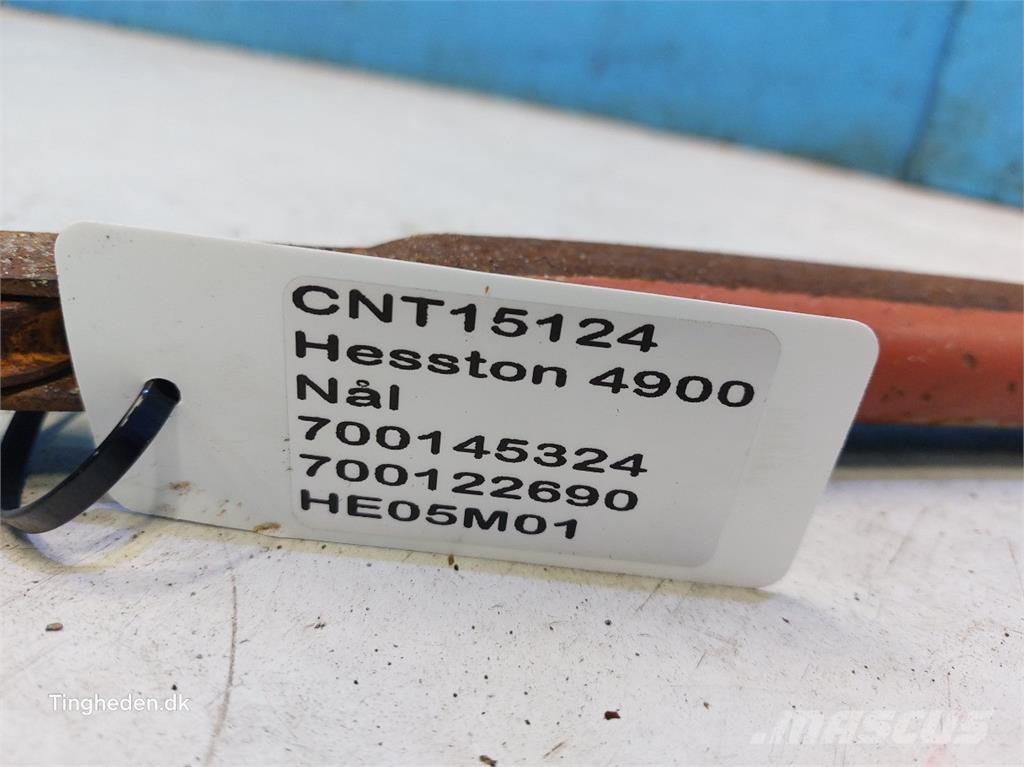 CNT15124
Hesston 4900
Nål
700145324
700122690
HE05M01
Tingheden.dk
MASCUS